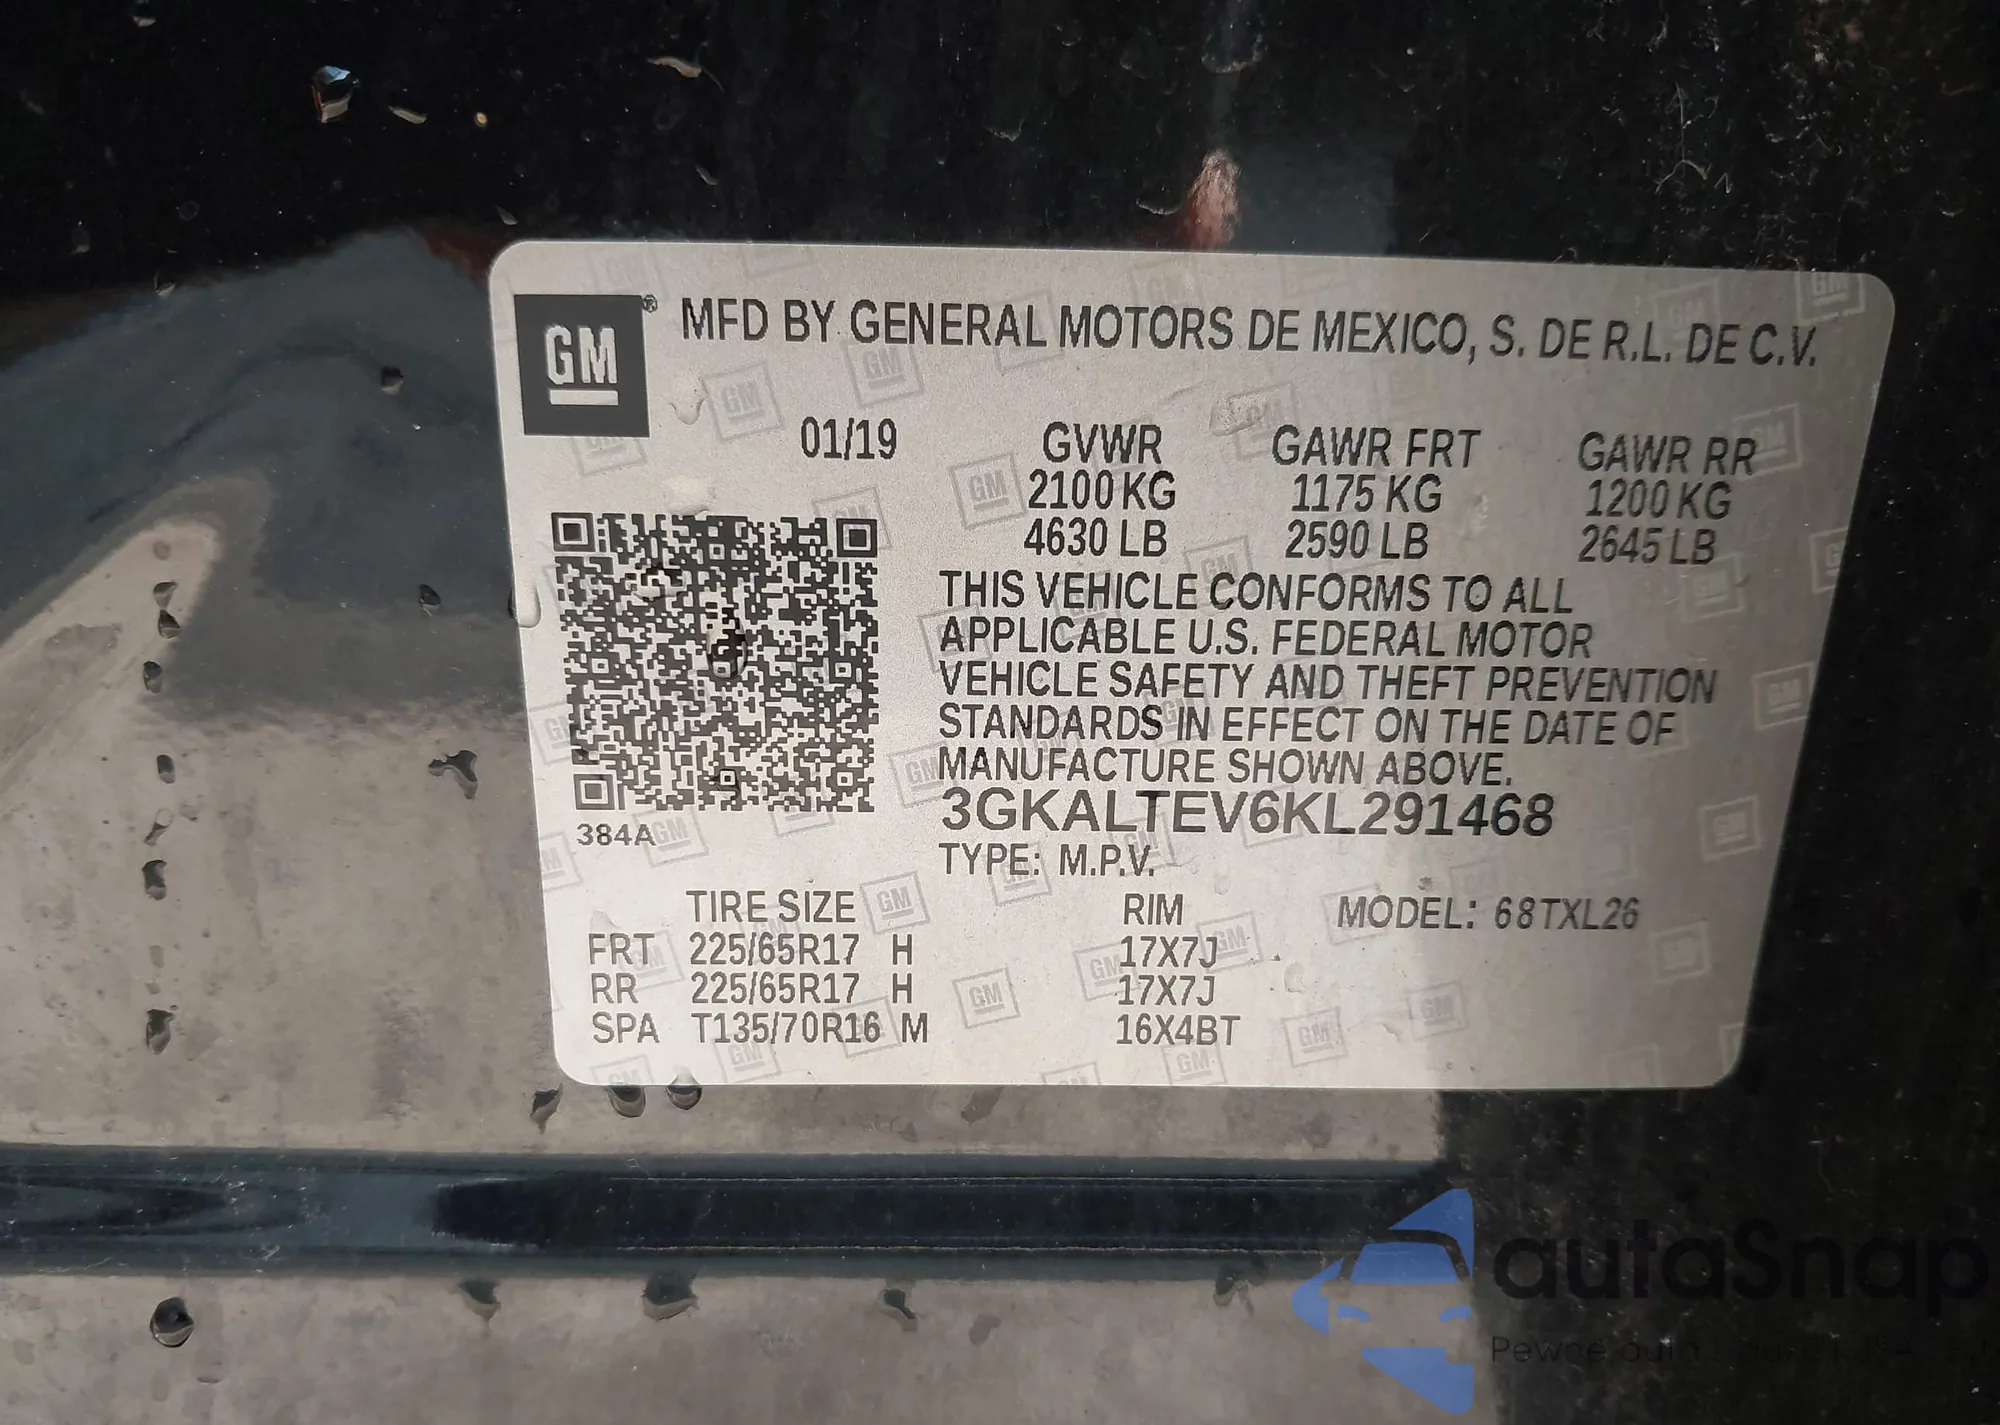 GM ® MFD BY GENERAL MOTORS DE MEXICO, S. DE R.L. DE C.V.
01/19 GVWR GAWR FRT GAWR RR
2100 KG 1175 KG 1200 KG
4630 LB 2590 LB 2645 LB
THIS VEHICLE CONFORMS TO ALL
APPLICABLE U.S. FEDERAL MOTOR
VEHICLE SAFETY AND THEFT PREVENTION
STANDARDS IN EFFECT ON THE DATE OF
MANUFACTURE SHOWN ABOVE.
3GKALTEV6KL291468
384A
TYPE: M.P.V.
TIRE SIZE RIM MODEL: 68TXL26
FRT 225/65R17 H 17X7J
RR 225/65R17 H 17X7J
SPA T135/70R16 M 16X4BT
autaSnap
Pewne auto